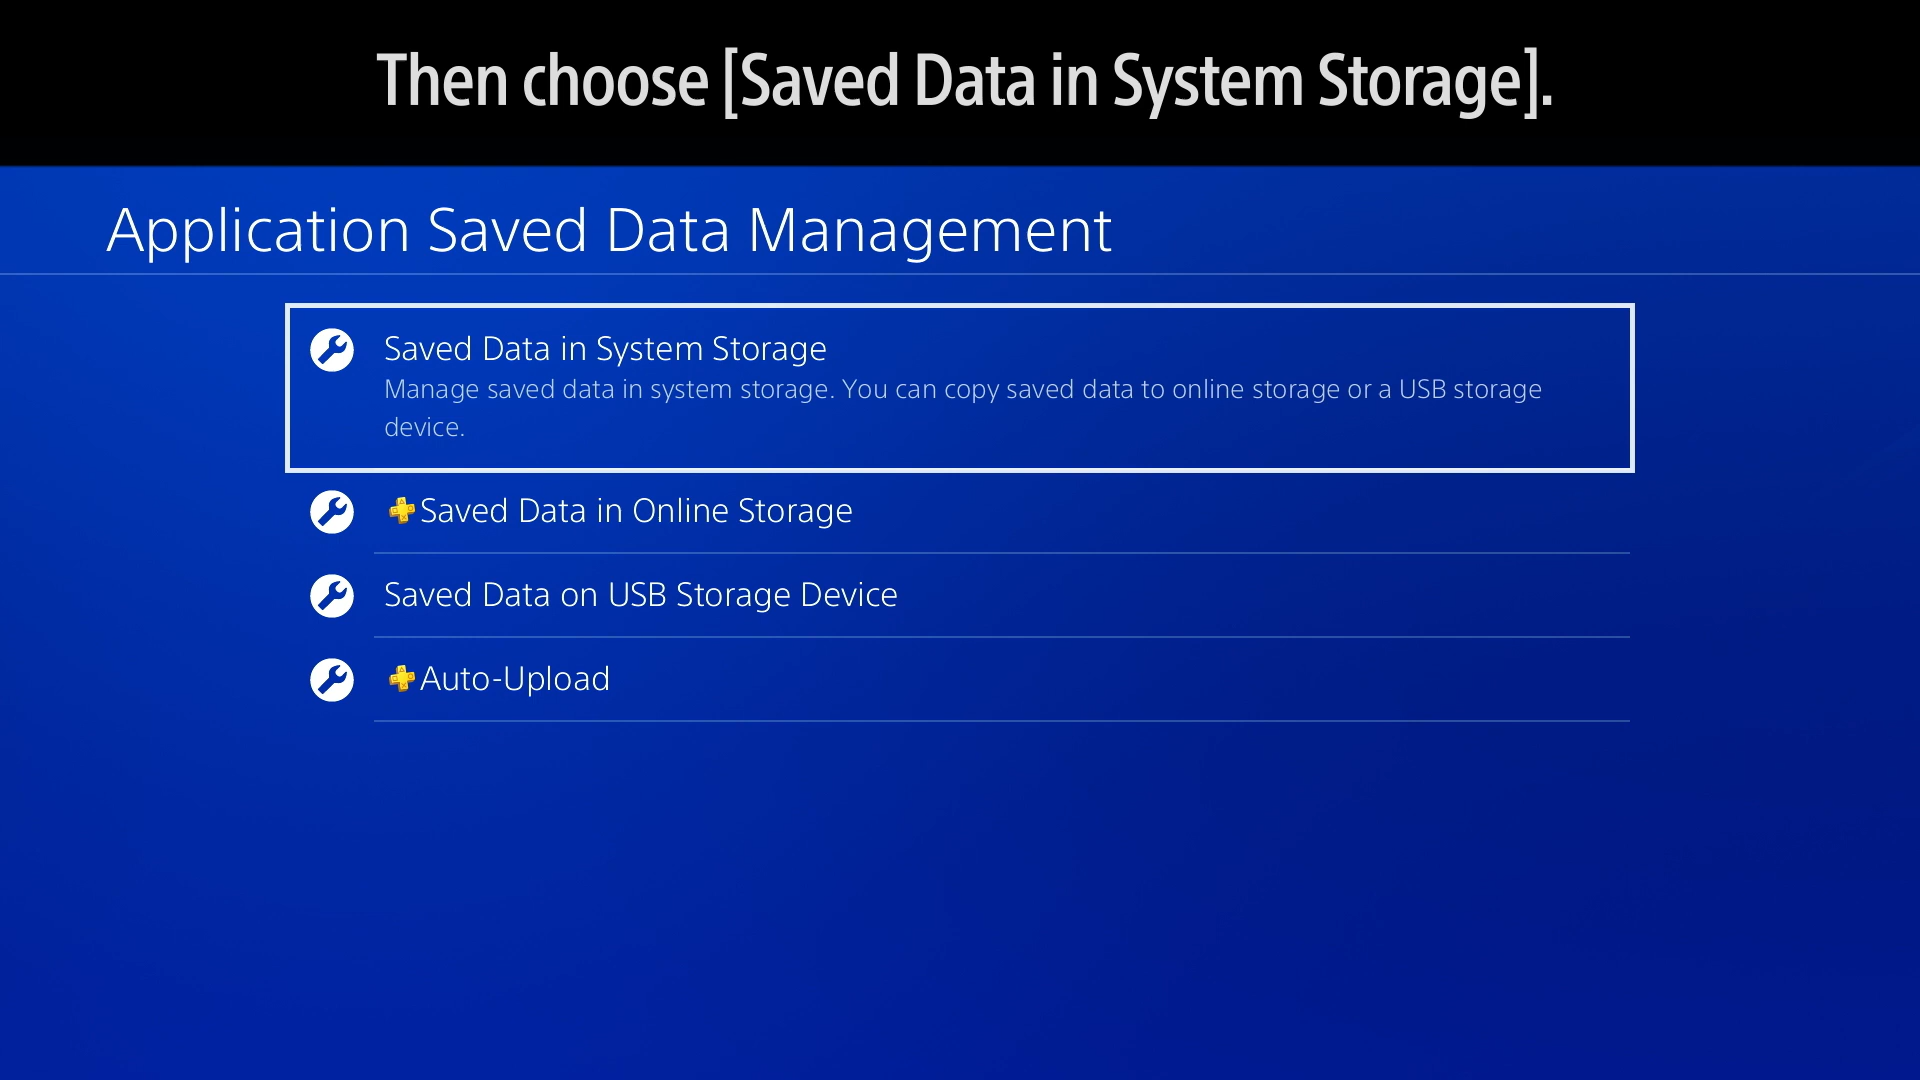 Then choose [Saved Data in System Storage].
Application Saved Data Management
Saved Data in System Storage
Manage saved data in system storage. You can copy saved data to online storage or a USB storage
device.
Saved Data in Online Storage
Saved Data on USB Storage Device
Auto-Upload